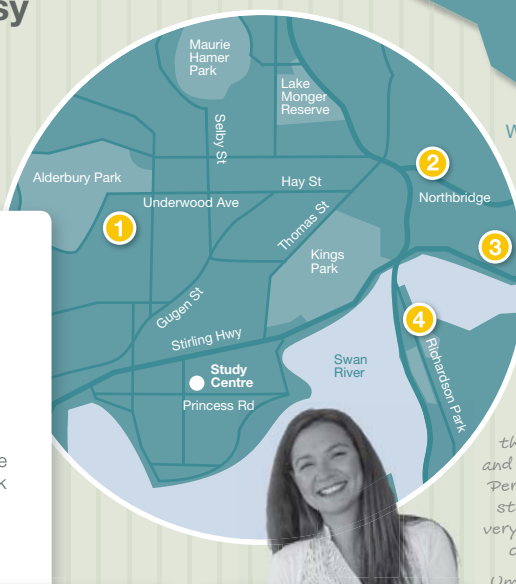 sy
Maurie
Hamer
Park
Lake
Monger
Reserve
Selby St
W
Alderbury Park
Hay St
2
Northbridge
Underwood Ave
1
Thomas St
3
Kings
Park
Gugen St
4
Stirling Hwy
Swan
River
Richardson Park
Study
Centre
Princess Rd
th
and
Per
st
very
e
k